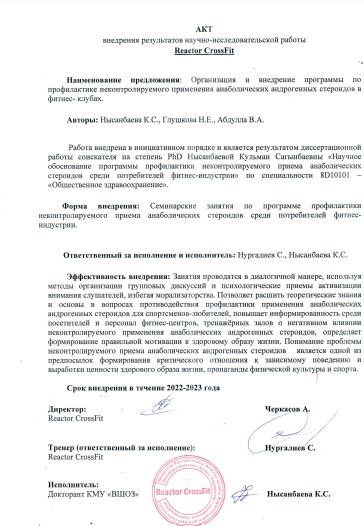 АКТ
внедрения результатов научно-исследовательской работы
Reactor CrossFit
Наименование предложения: Организация и внедрение программы по
профилактике неконтролируемого применения анаболических андрогенных стероидов в
фитнес- клубах.
Авторы: Нысанбаева К.С., Глушкова Н.Е., Абдулла В.А.
Работа внедрена в инициативном порядке и является результатом диссертационной
работы соискателя на степень PhD Нысанбаевой Кульман Сагынбаевны «Научное
обоснование программы профилактики неконтролируемого приема анаболических
стероидов среди потребителей фитнес-индустрии» по специальности 8D10101 –
«Общественное здравоохранение».
Форма внедрения: Семинарские занятия по программе профилактики
неконтролируемого приема анаболических стероидов среди потребителей фитнес-
индустрии.
Ответственный за исполнение и исполнитель: Нургалиев С., Нысанбаева К.С.
Эффективность внедрения: Занятия проводятся в диалогичной манере, используя
методы организации групповых дискуссий и психологические приемы активизации
внимания слушателей, избегая морализаторства. Позволяет расшить теоретические знания
и основы в вопросах противодействия профилактики применения анаболических
андрогенных стероидов для спортсменов-любителей, повышает информированность среди
посетителей и персонал фитнес-центров, тренажёрных залов о негативном влиянии
неконтролируемого применения анаболических андрогенных стероидов, определяет
формирование правильной мотивации к здоровому образу жизни. Понимание проблемы
неконтролируемого приема анаболических андрогенных стероидов является одной из
предпосылок формирования критического отношения к зависимому поведению и
выработки ценности здорового образа жизни, пропаганды физической культуры и спорта.
Срок внедрения в течение 2022-2023 года
Директор: Черкасов А.
Reactor CrossFit
Тренер (ответственный за исполнение): Нургалиев С.
Reactor CrossFit
Исполнитель:
Докторант КМУ «ВШОЗ» Нысанбаева К.С.
Reactor CrossFit